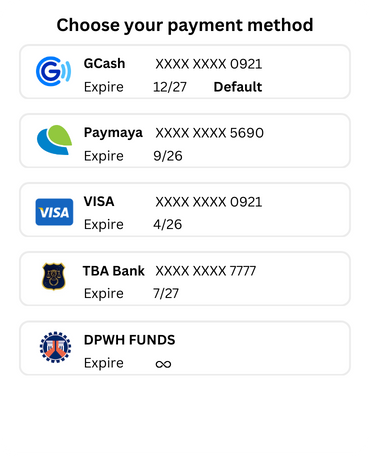 Choose your payment method
GCash XXXX XXXX 0921
Expire 12/27 Default
Paymaya XXXX XXXX 5690
Expire 9/26
VISA
VISA XXXX XXXX 0921
Expire 4/26
TBA Bank XXXX XXXX 7777
Expire 7/27
DPWH FUNDS
Expire ∞